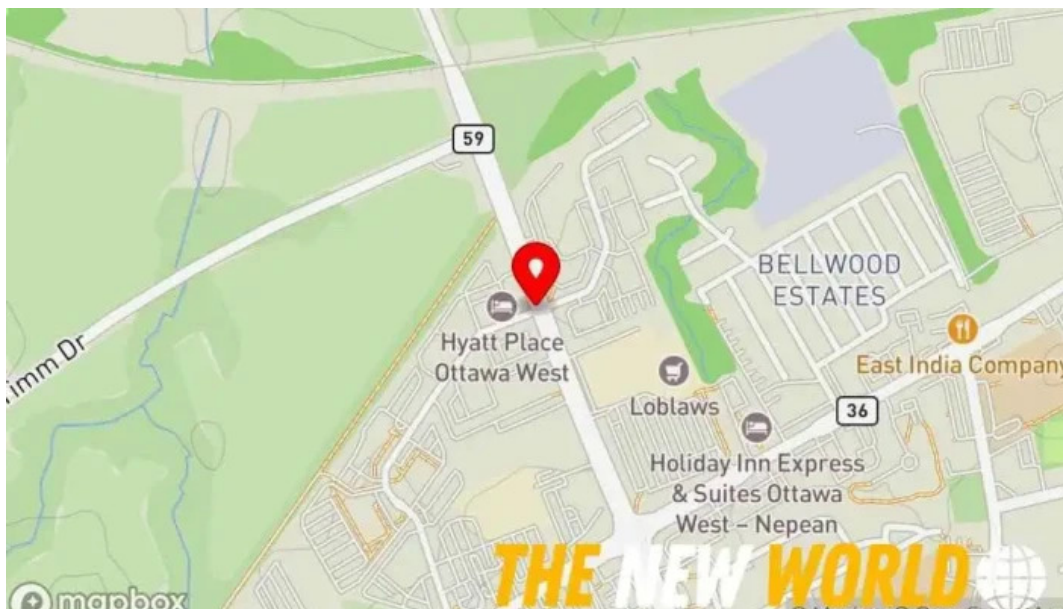 59
BELLWOOD
ESTATES
Hyatt Place
Ottawa West
East India Company
Timm Dr
Loblaws
36
Holiday Inn Express
& Suites Ottawa
West – Nepean
THE NEW WORLD
mapbox